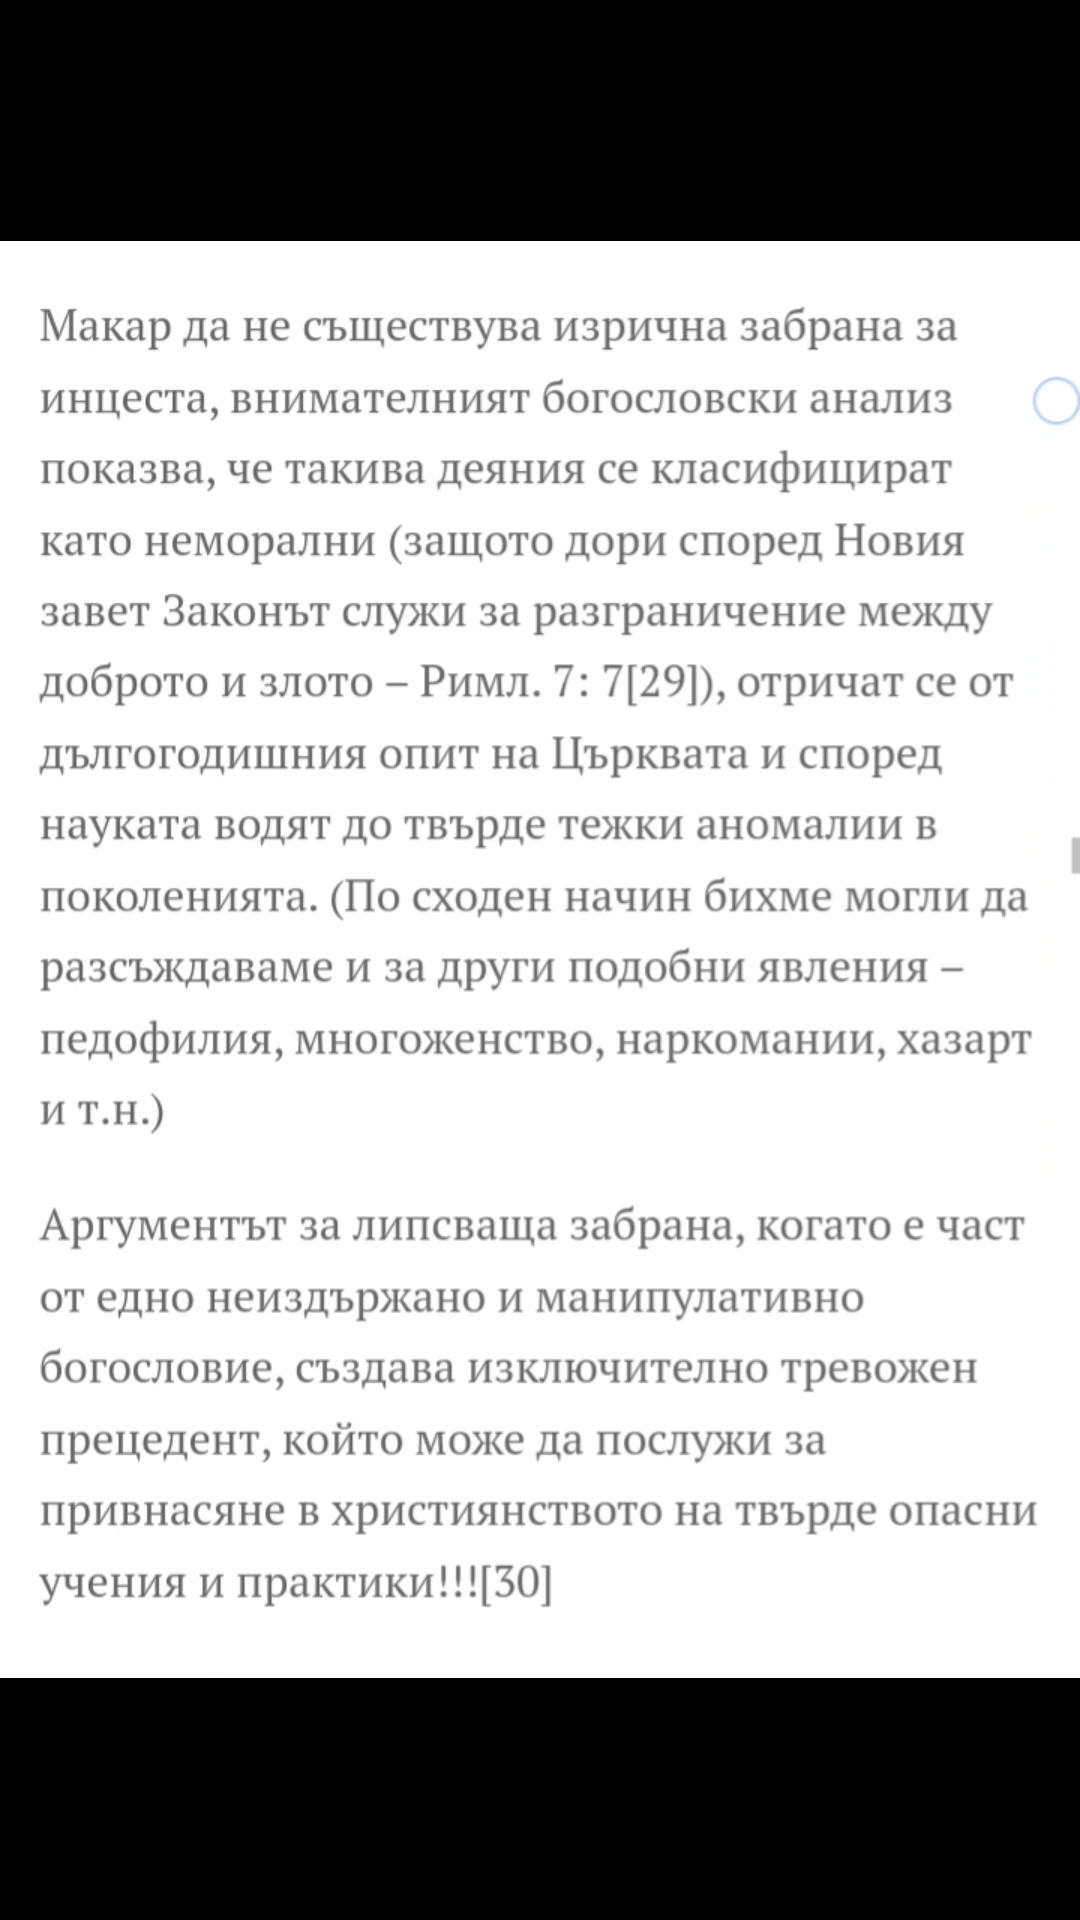 Макар да не съществува изрична забрана за
инцеста, внимателният богословски анализ
показва, че такива деяния се класифицират
като неморални (защото дори според Новия
завет Законът служи за разграничение между
доброто и злото – Римл. 7: 7[29]), отричат се от
дългогодишния опит на Църквата и според
науката водят до твърде тежки аномалии в
поколенията. (По сходен начин бихме могли да
разсъждаваме и за други подобни явления –
педофилия, многоженство, наркомании, хазарт
и т.н.)
Аргументът за липсваща забрана, когато е част
от едно неиздържано и манипулативно
богословие, създава изключително тревожен
прецедент, който може да послужи за
привнасяне в християнството на твърде опасни
учения и практики!!![30]